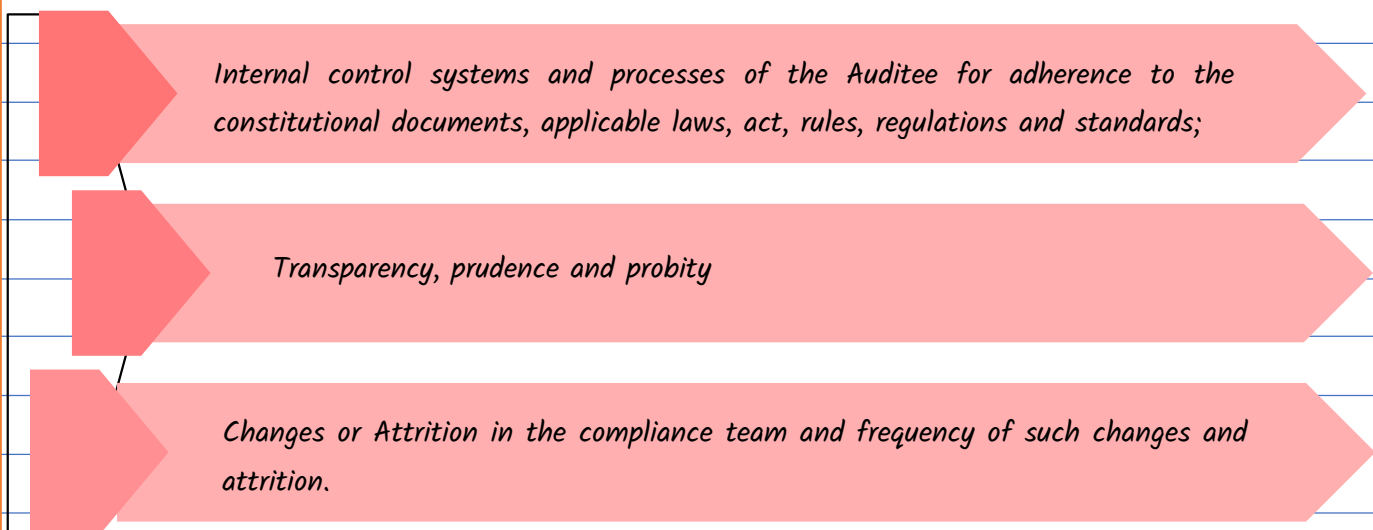 Internal control systems and processes of the Auditee for adherence to the
constitutional documents, applicable laws, act, rules, regulations and standards;
Transparency, prudence and probity
Changes or Attrition in the compliance team and frequency of such changes and
attrition.